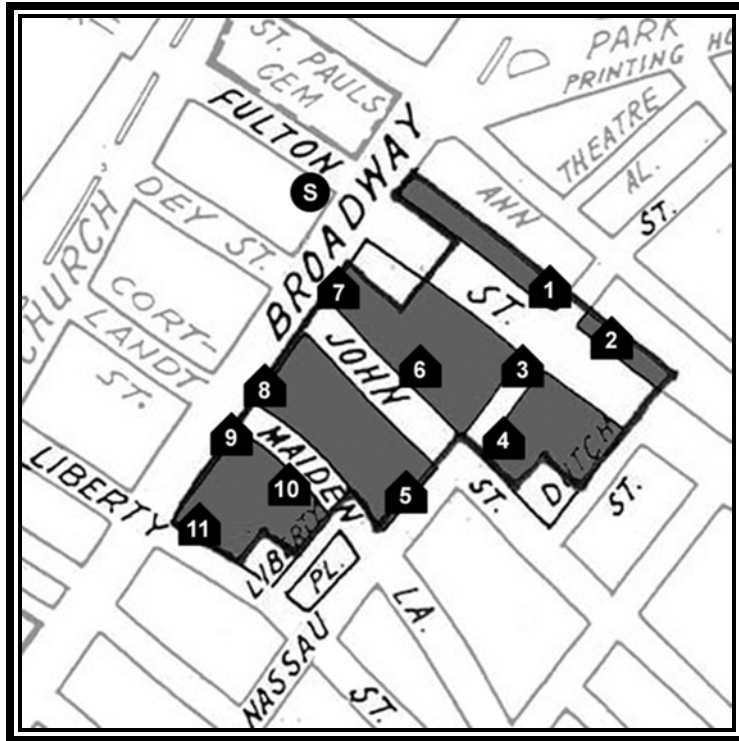 ST. PAULS
CEM
PARK
PRINTING
FULTON
BROADWAY
THEATRE
AL.
ANN
ST.
S
DEY ST.
CHURCH
CORT-
LANDT
ST.
ST.
1
2
7
JOHN
6
3
8
MAIDEN
9
4
DUTCH
LIBERTY
10
5
ST.
ST.
11
LIBERTY
PL.
LA.
NASSAU
ST.